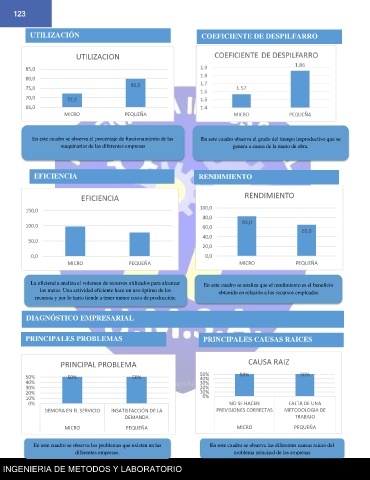 123
UTILIZACIÓN
COEFICIENTE DE DESPILFARRO
UTILIZACION
85,0
80,0
75,0
70,0
65,0
MICRO
PEQUEÑA
COEFICIENTE DE DESPILFARRO
1.86
1.9
1.8
1.7
1.6
1.5
1.4
1.57
MICRO
PEQUEÑA
En este cuadro se observa el porcentaje de funcionamiento de las
maquinarias de las diferentes empresas
En este cuadro observa el grado del tiempo improductivo que se
genera a causa de la mano de obra.
EFICIENCIA
RENDIMIENTO
EFICIENCIA
150,0
100,0
50,0
0,0
MICRO
PEQUEÑA
RENDIMIENTO
100,0
80,0
60,0
40,0
20,0
0,0
MICRO
PEQUEÑA
La eficiencia analiza el volumen de recursos utilizados para alcanzar
las metas. Una actividad eficiente hace un uso óptimo de los
recursos y por lo tanto tiende a tener menor costo de producción.
En este cuadro se analiza que el rendimiento es el beneficio
obtenido en relación a los recursos empleados
DIAGNÓSTICO EMPRESARIAL
PRINCIPALES PROBLEMAS
PRINCIPALES CAUSAS RAICES
PRINCIPAL PROBLEMA
50%
40%
30%
20%
10%
0%
50%
50%
DEMORA EN EL SERVICIO
INSATISFACCIÓN DE LA
DEMANDA
MICRO
PEQUEÑA
CAUSA RAIZ
50%
40%
30%
20%
10%
0%
50%
50%
NO SE HACEN
PREVISIONES CORRECTAS
FALTA DE UNA
METODOLOGIA DE
TRABAJO
MICRO
PEQUEÑA
En este cuadro se observa los problemas que existen en las
diferentes empresas.
En este cuadro se observa las diferentes causas raíces del
problema principal de las empresas
INGENIERIA DE METODOS Y LABORATORIO